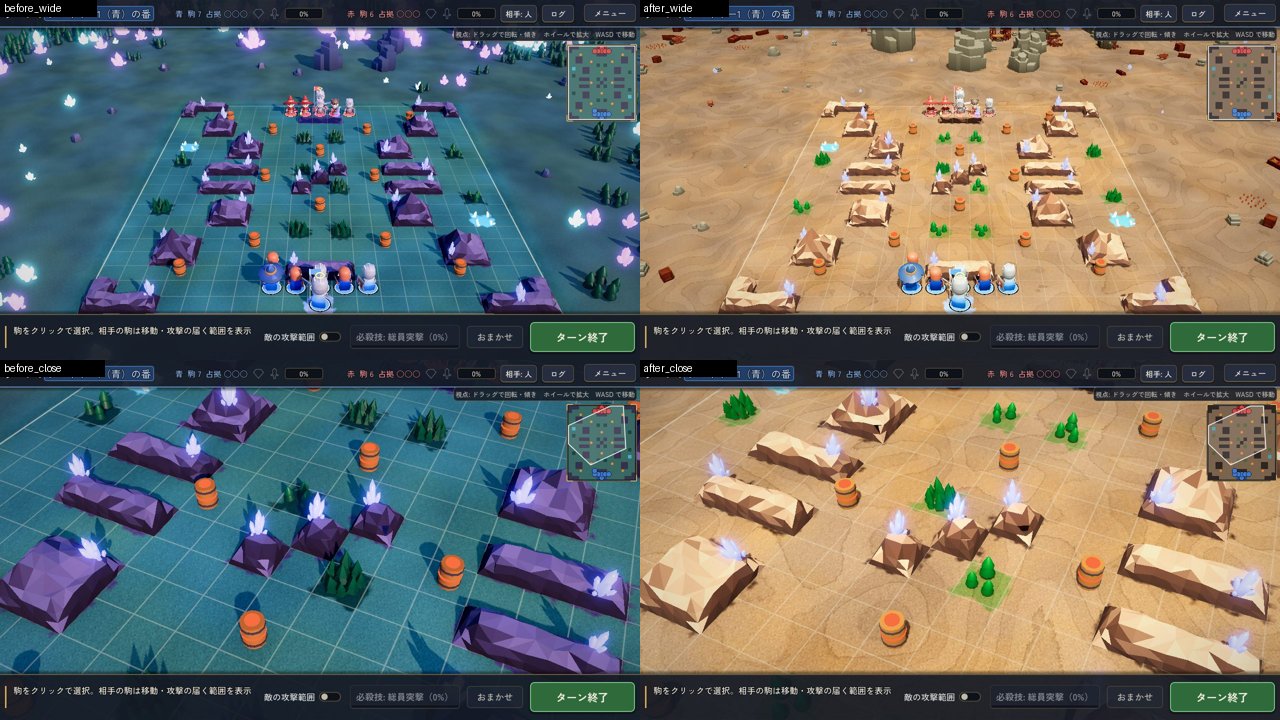 before_wide
ー1（青）の番
青 駒 7 占拠 ○○○
0%
赤 駒 6 占拠 ○○○
0%
相手: 人
ログ
メニュー
視点: ドラッグで回転・傾き ホイールで拡大 WASD で移動
駒をクリックで選択。相手の駒は移動・攻撃の届く範囲を表示
敵の攻撃範囲
必殺技: 総員突撃（0%）
おまかせ
ターン終了
after_wide
ー1（青）の番
青 駒 7 占拠 ○○○
0%
赤 駒 6 占拠 ○○○
0%
相手: 人
ログ
メニュー
視点: ドラッグで回転・傾き ホイールで拡大 WASD で移動
駒をクリックで選択。相手の駒は移動・攻撃の届く範囲を表示
敵の攻撃範囲
必殺技: 総員突撃（0%）
おまかせ
ターン終了
before_close
（青）の番
青 駒 7 占拠 ○○○
0%
赤 駒 6 占拠 ○○○
0%
相手: 人
ログ
メニュー
視点: ドラッグで回転・傾き ホイールで拡大 WASD で移動
駒をクリックで選択。相手の駒は移動・攻撃の届く範囲を表示
敵の攻撃範囲
必殺技: 総員突撃（0%）
おまかせ
ターン終了
after_close
（青）の番
青 駒 7 占拠 ○○○
0%
赤 駒 6 占拠 ○○○
0%
相手: 人
ログ
メニュー
視点: ドラッグで回転・傾き ホイールで拡大 WASD で移動
駒をクリックで選択。相手の駒は移動・攻撃の届く範囲を表示
敵の攻撃範囲
必殺技: 総員突撃（0%）
おまかせ
ターン終了